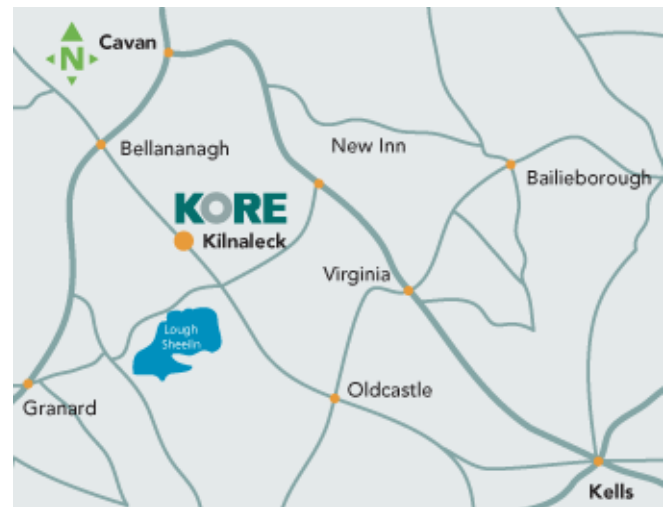 Cavan
N
Bellananagh
New Inn
Bailieborough
KORE
Kilnaleck
Virginia
Lough
Sheelin
Oldcastle
Granard
Kells